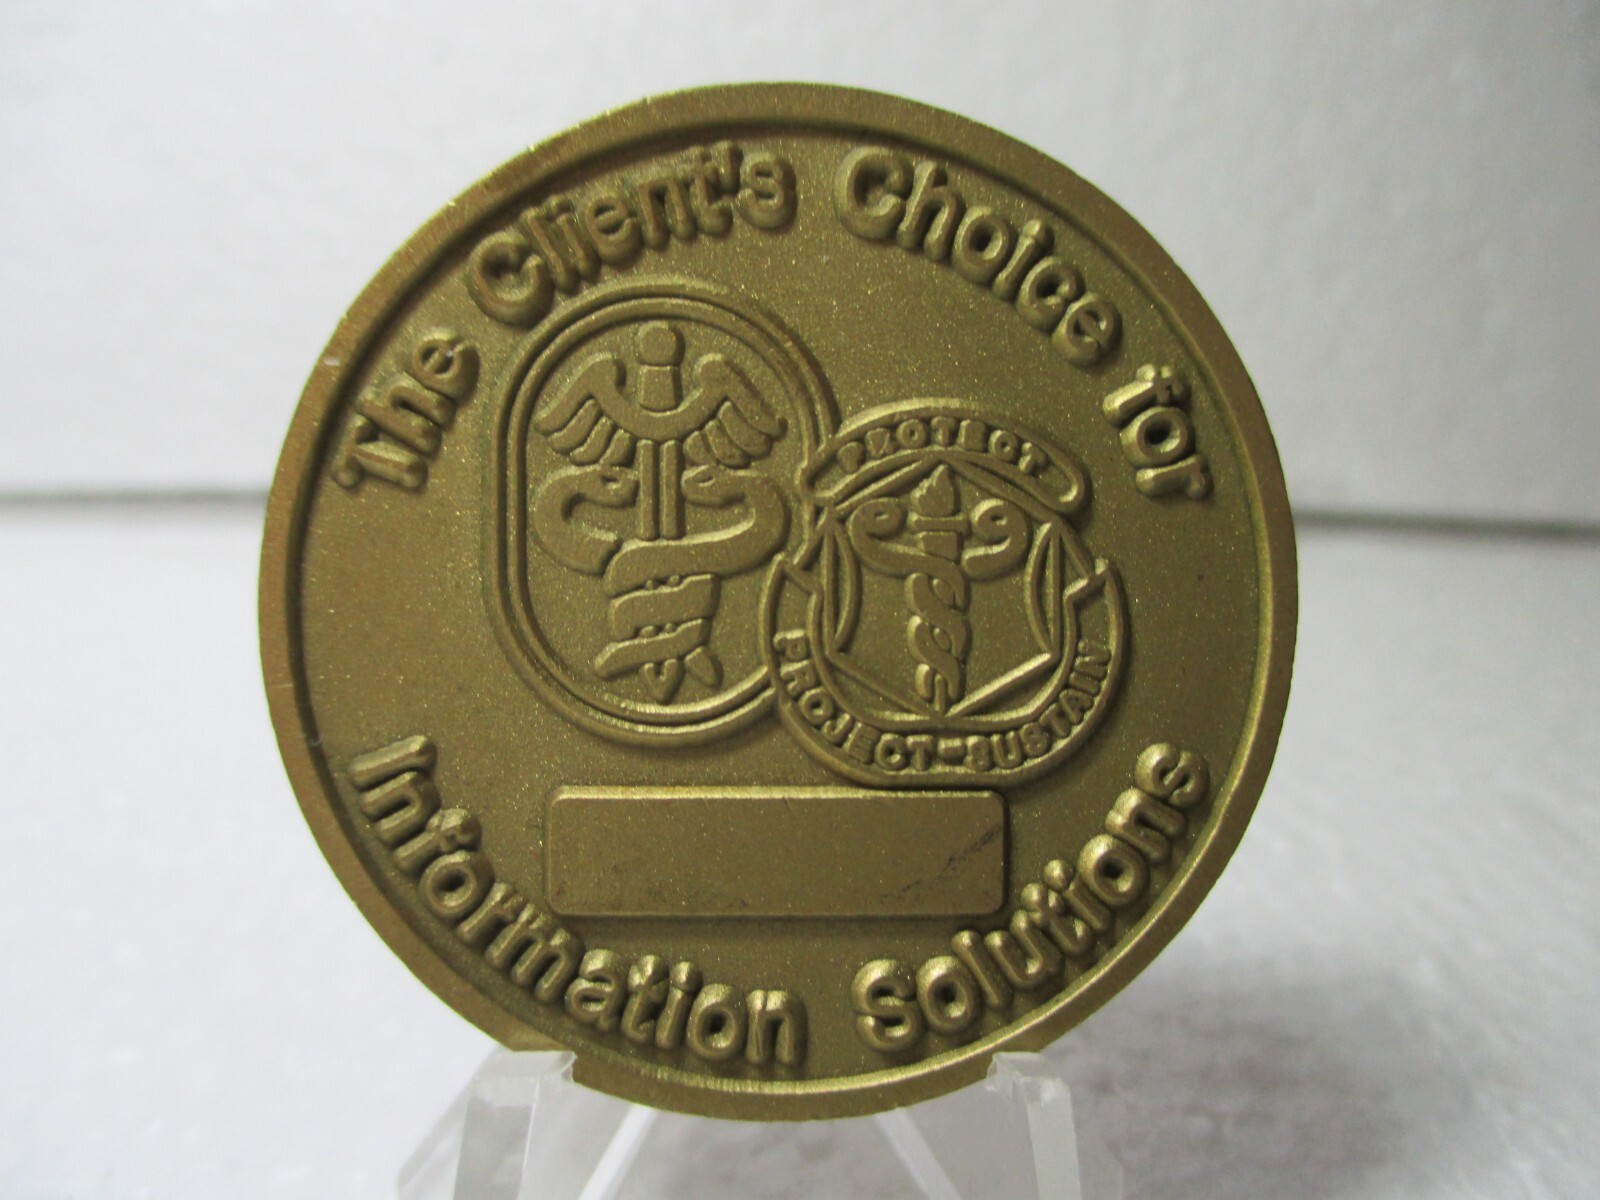 The Client's Choice for
PROTECT
PROJECT-SUSTAIN
Information Solutions